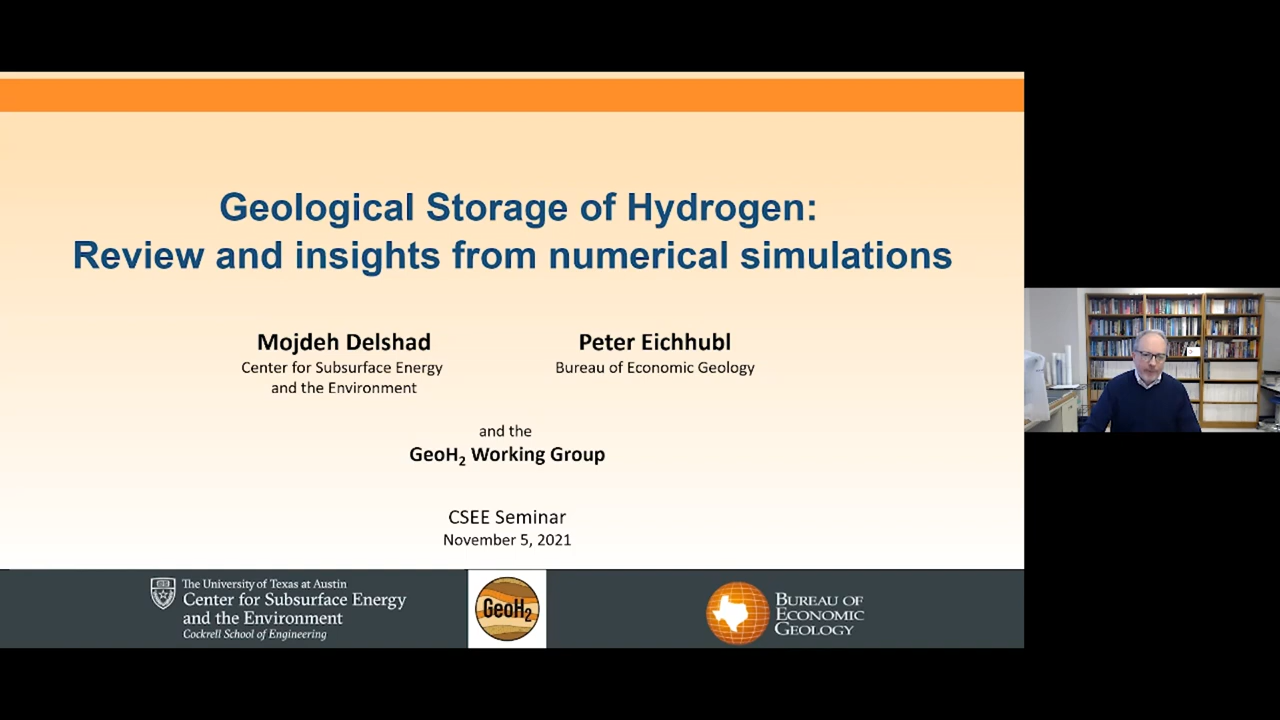 Geological Storage of Hydrogen:
Review and insights from numerical simulations
Mojdeh Delshad
Center for Subsurface Energy
and the Environment
Peter Eichhubl
Bureau of Economic Geology
and the
GeoH₂ Working Group
CSEE Seminar
November 5, 2021
The University of Texas at Austin
Center for Subsurface Energy
and the Environment
Cockrell School of Engineering
GeoH₂
BUREAU OF
ECONOMIC
GEOLOGY